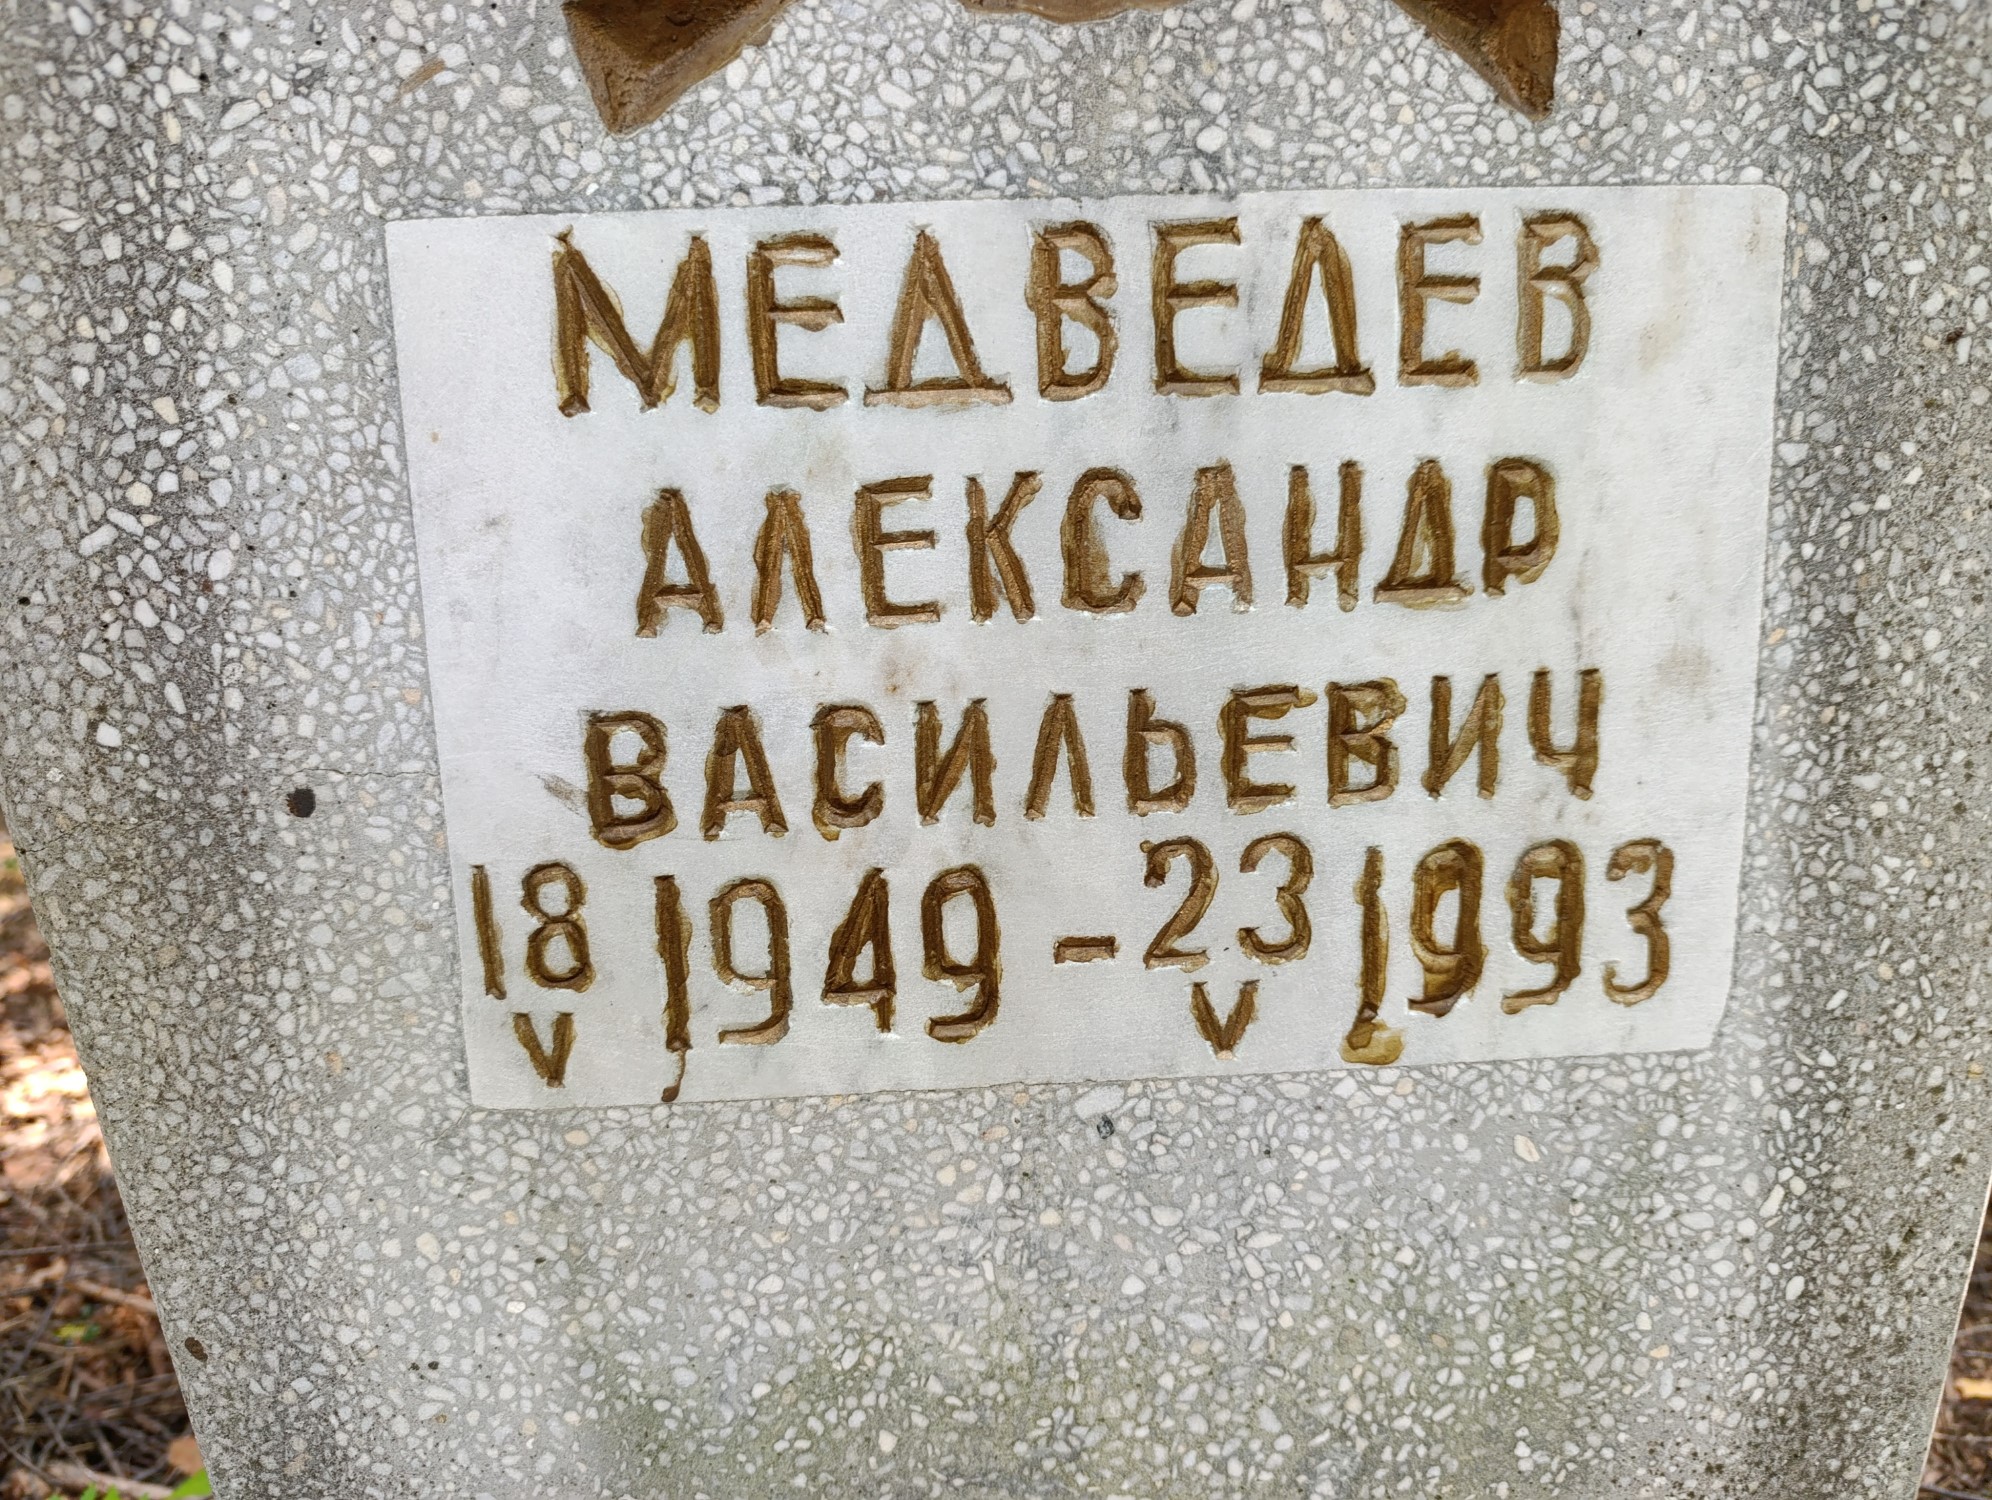 МЕДВЕДЕВ
АЛЕКСАНДР
ВАСИЛЬЕВИЧ
18 1949 - 23 1993
V V